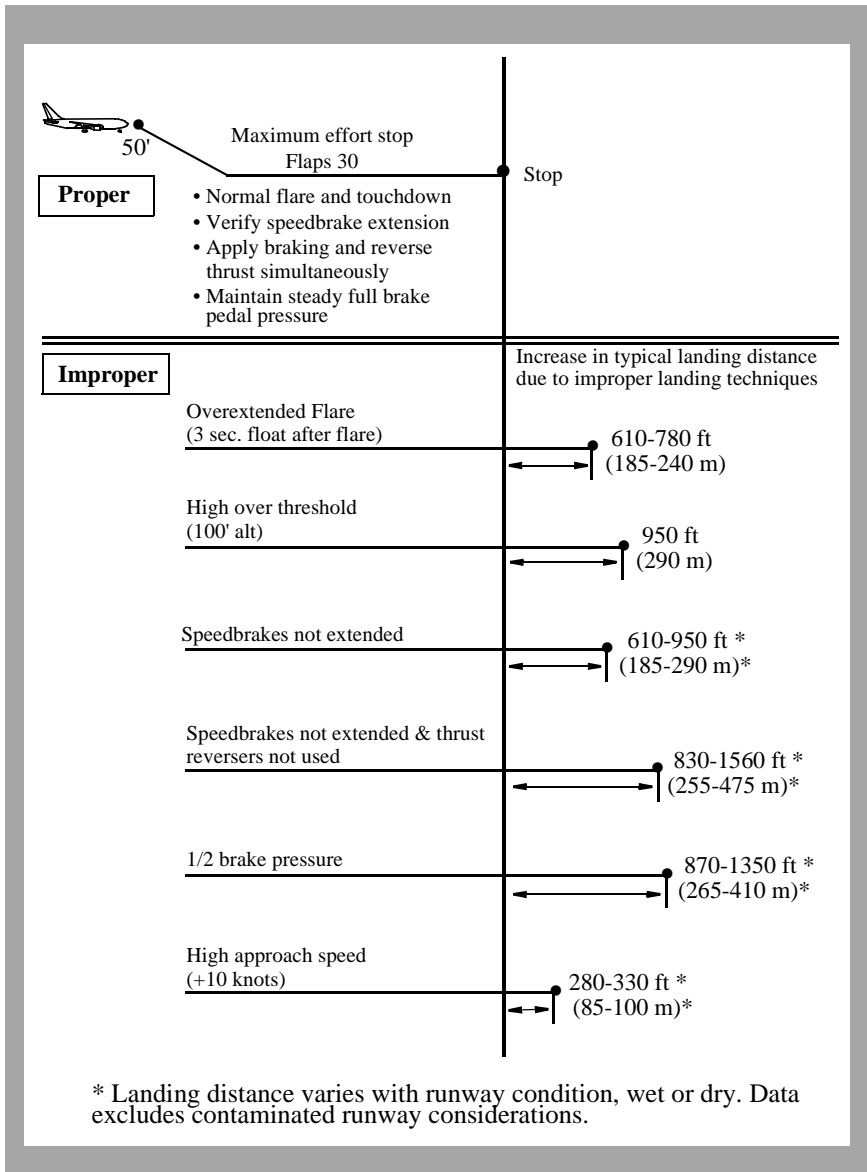 50'
Maximum effort stop
Flaps 30
Stop
Proper
• Normal flare and touchdown
• Verify speedbrake extension
• Apply braking and reverse
thrust simultaneously
• Maintain steady full brake
pedal pressure
Improper
Increase in typical landing distance
due to improper landing techniques
Overextended Flare
(3 sec. float after flare)
610-780 ft
(185-240 m)
High over threshold
(100' alt)
950 ft
(290 m)
Speedbrakes not extended
610-950 ft *
(185-290 m)*
Speedbrakes not extended & thrust
reversers not used
830-1560 ft *
(255-475 m)*
1/2 brake pressure
870-1350 ft *
(265-410 m)*
High approach speed
(+10 knots)
280-330 ft *
(85-100 m)*
* Landing distance varies with runway condition, wet or dry. Data
excludes contaminated runway considerations.